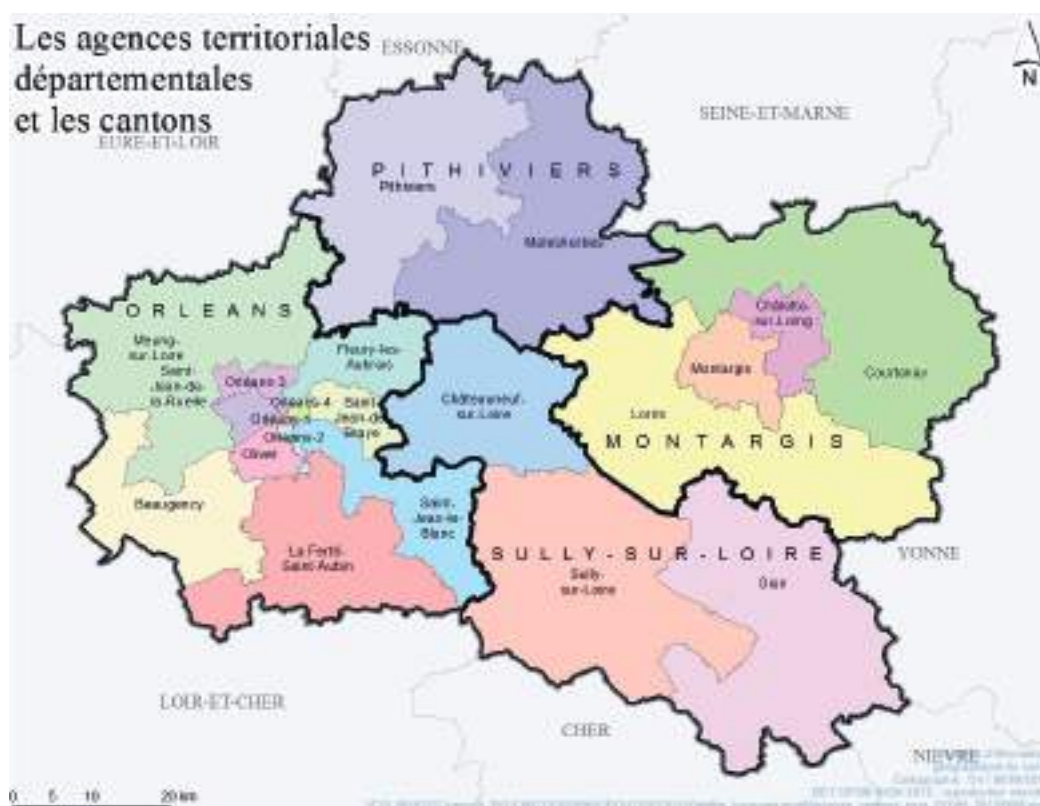 Les agences territoriales
départementales
et les cantons
ESSONNE
SEINE-ET-MARNE
EURE-ET-LOIR
N
PITHIVIERS
Pithiviers
Malesherbes
ORLEANS
Meung-
sur-Loire
Saint-
Jean-de-
la-Ruelle
Fleury-les-
Aubrais
Orléans-3
Orléans-4
Orléans-1
Orléans-2
Olivet
Saint-
Jean-de-
Braye
Châteauneuf-
sur-Loire
Châlette-
sur-Loing
Montargis
Courtenay
Lorris
MONTARGIS
Beaugency
Saint-
Jean-le-
Blanc
La Ferté-
Saint-Aubin
SULLY-SUR-LOIRE
Sully-
sur-Loire
Gien
YONNE
LOIR-ET-CHER
CHER
NIEVRE
0 5 10 20 km